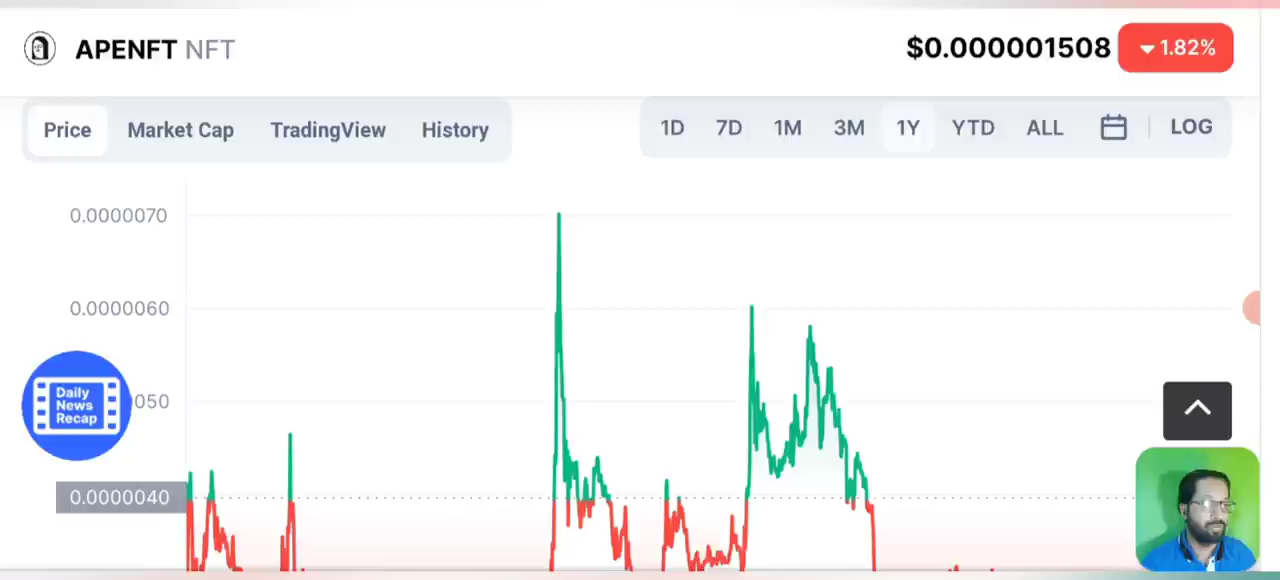 APENFT NFT
$0.000001508 1.82%
Price Market Cap TradingView History
1D 7D 1M 3M 1Y YTD ALL LOG
0.0000070
0.0000060
050
0.0000040
Daily
News
Recap